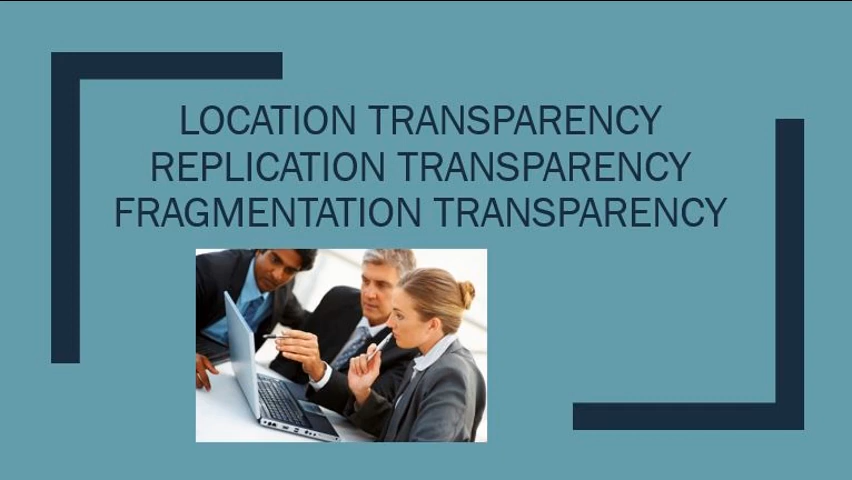 LOCATION TRANSPARENCY
REPLICATION TRANSPARENCY
FRAGMENTATION TRANSPARENCY